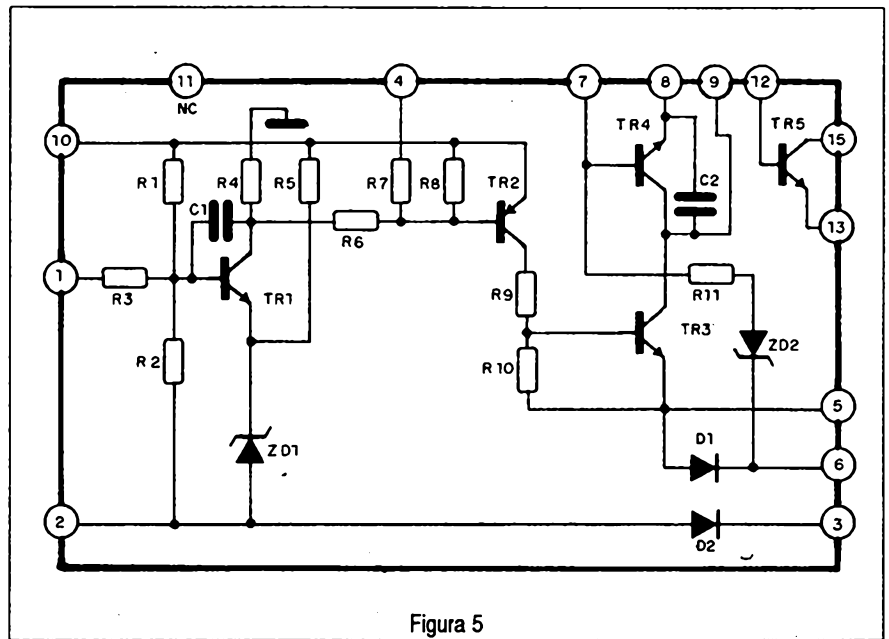 11
NC
4
7
8
9
12
10
15
TR4
TR5
R1
R4
R5
R7
R8
TR2
C1
C2
R6
13
1
R3
TR1
R9
R11
TR3
ZD2
R2
R10
5
ZD1
D1
6
2
D2
3
Figura 5